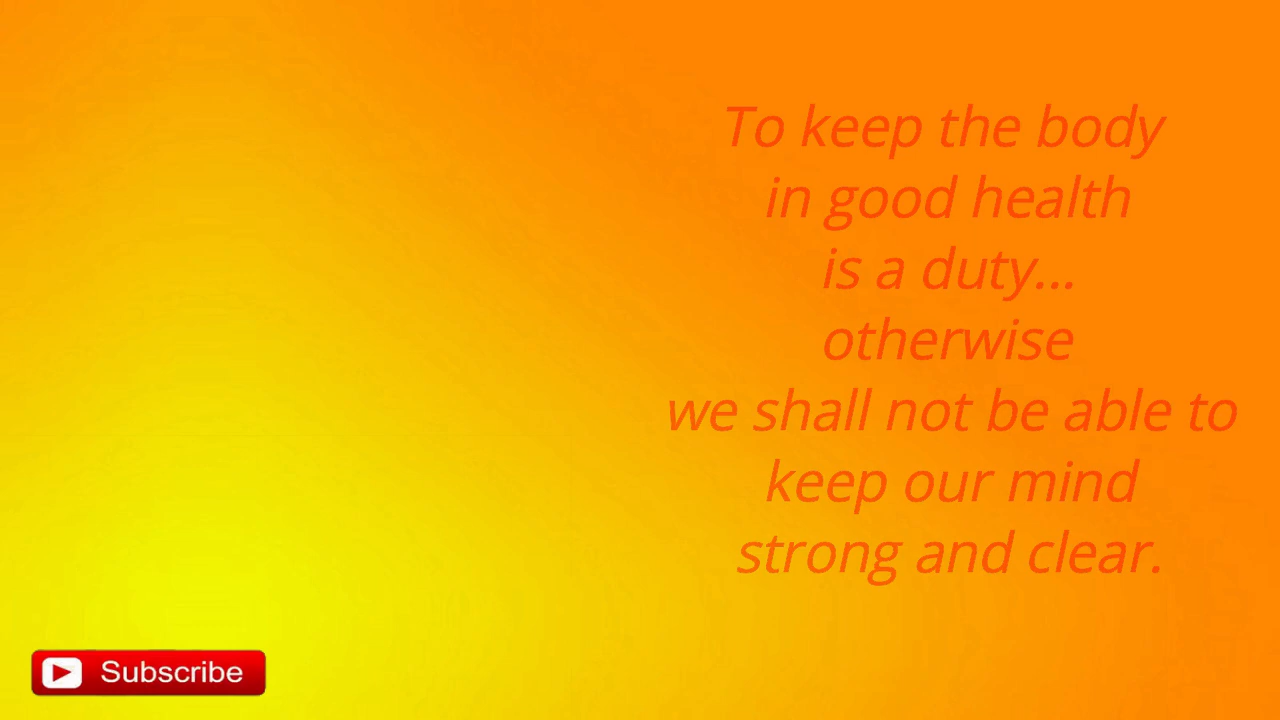 To keep the body
in good health
is a duty...
otherwise
we shall not be able to
keep our mind
strong and clear.
Subscribe